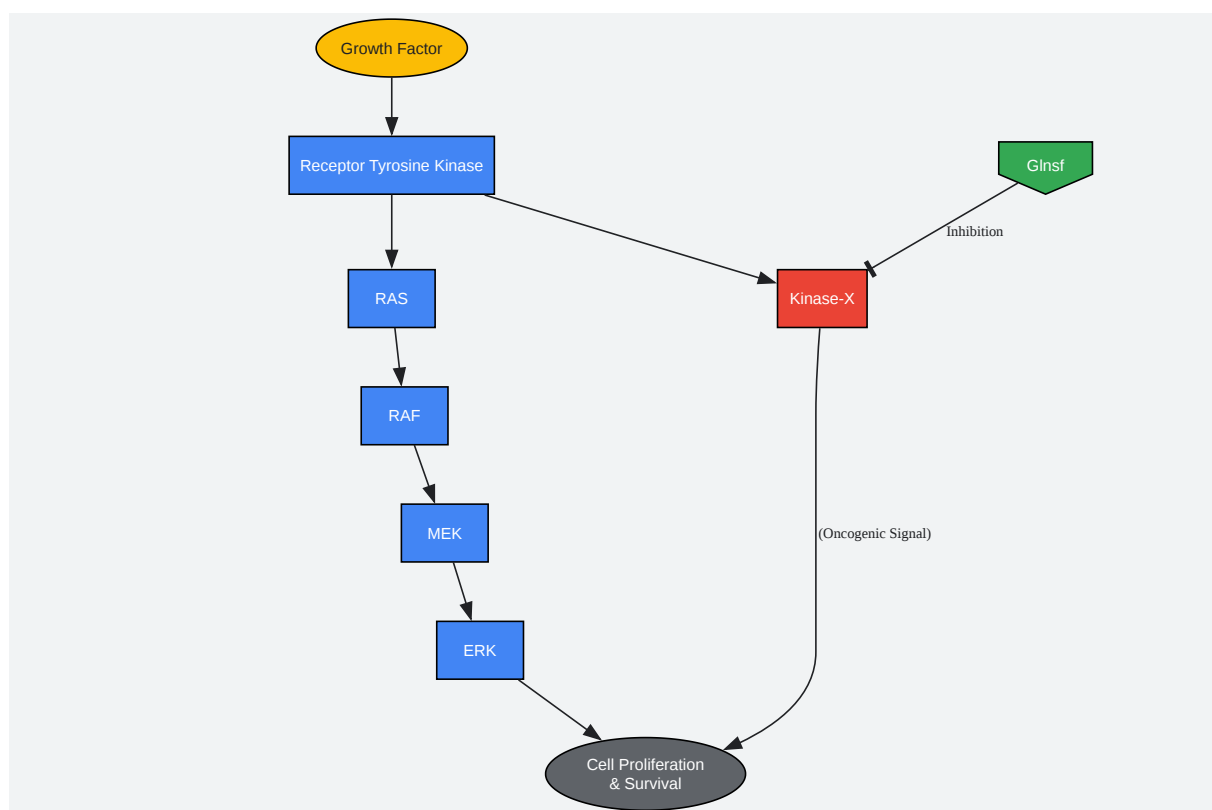 Growth Factor
Receptor Tyrosine Kinase
Glnsf
Inhibition
RAS
Kinase-X
RAF
MEK
(Oncogenic Signal)
ERK
Cell Proliferation
& Survival